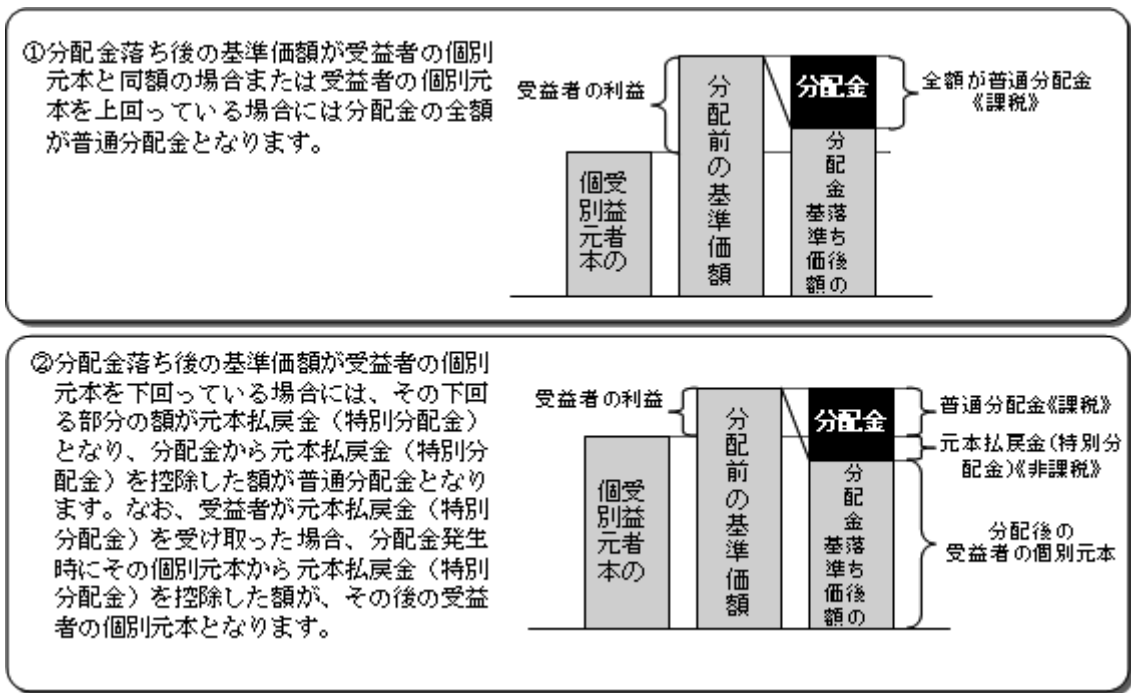 ①分配金落ち後の基準価額が受益者の個別
元本と同額の場合または受益者の個別元
本を上回っている場合には分配金の全額
が普通分配金となります。
受益者の利益
受益者の
個別元本
分配前の基準価額
分配金
分配金落ち後の
基準価額
全額が普通分配金
《課税》
②分配金落ち後の基準価額が受益者の個別
元本を下回っている場合には、その下回
る部分の額が元本払戻金（特別分配金）
となり、分配金から元本払戻金（特別分
配金）を控除した額が普通分配金となり
ます。なお、受益者が元本払戻金（特別
分配金）を受け取った場合、分配金発生
時にその個別元本から元本払戻金（特別
分配金）を控除した額が、その後の受益
者の個別元本となります。
受益者の利益
受益者の
個別元本
分配前の基準価額
分配金
分配金落ち後の
基準価額
普通分配金《課税》
元本払戻金(特別分
配金)《非課税》
分配後の
受益者の個別元本